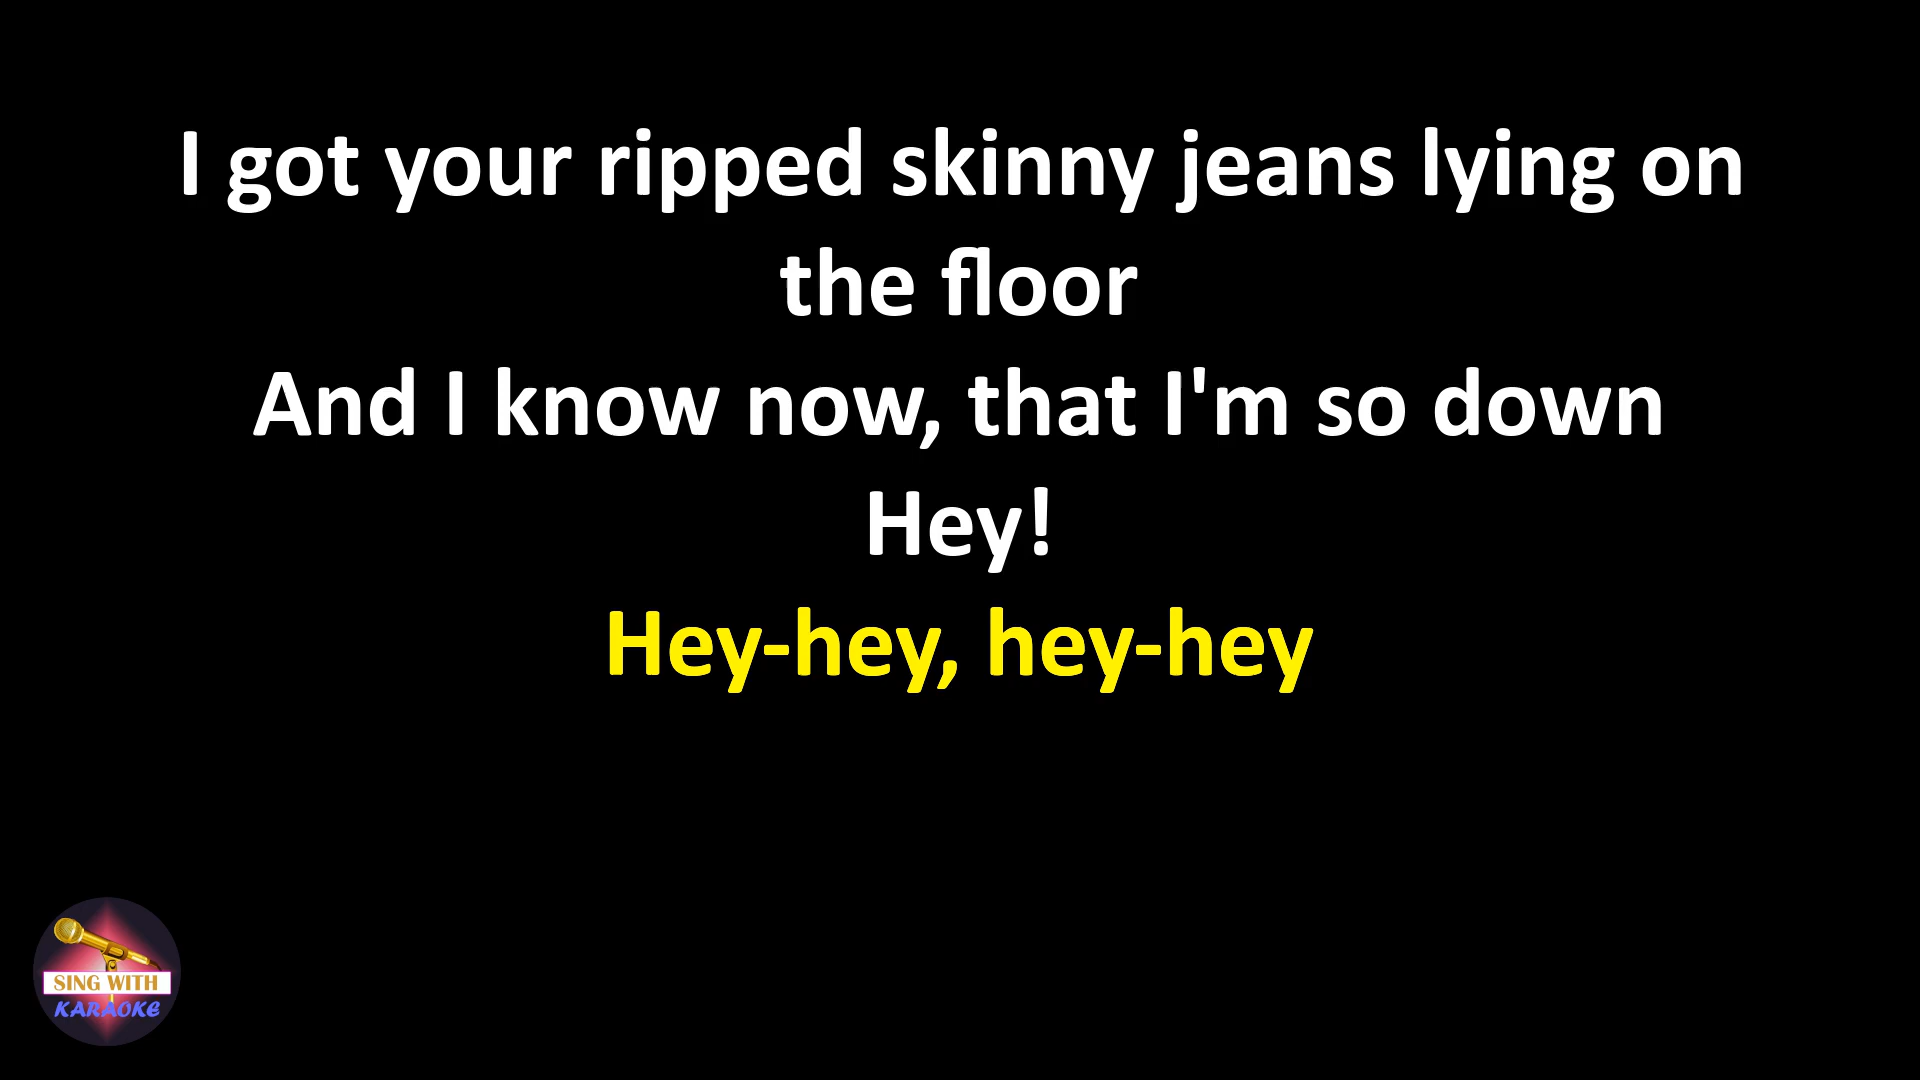 I got your ripped skinny jeans lying on
the floor
And I know now, that I'm so down
Hey!
Hey-hey, hey-hey
SING WITH
KARAOKE